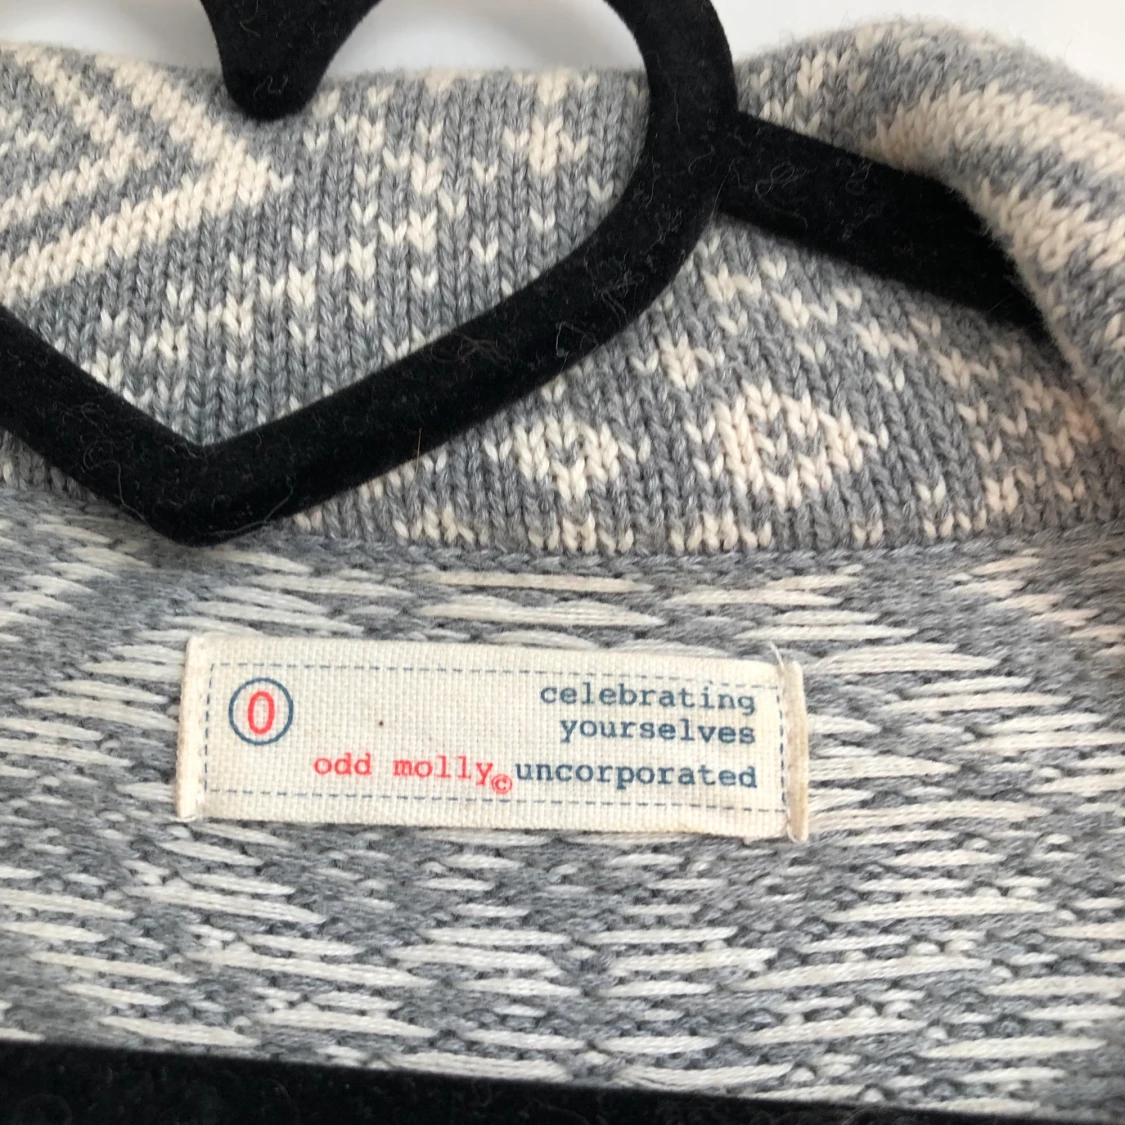 0
celebrating
yourselves
odd molly© uncorporated